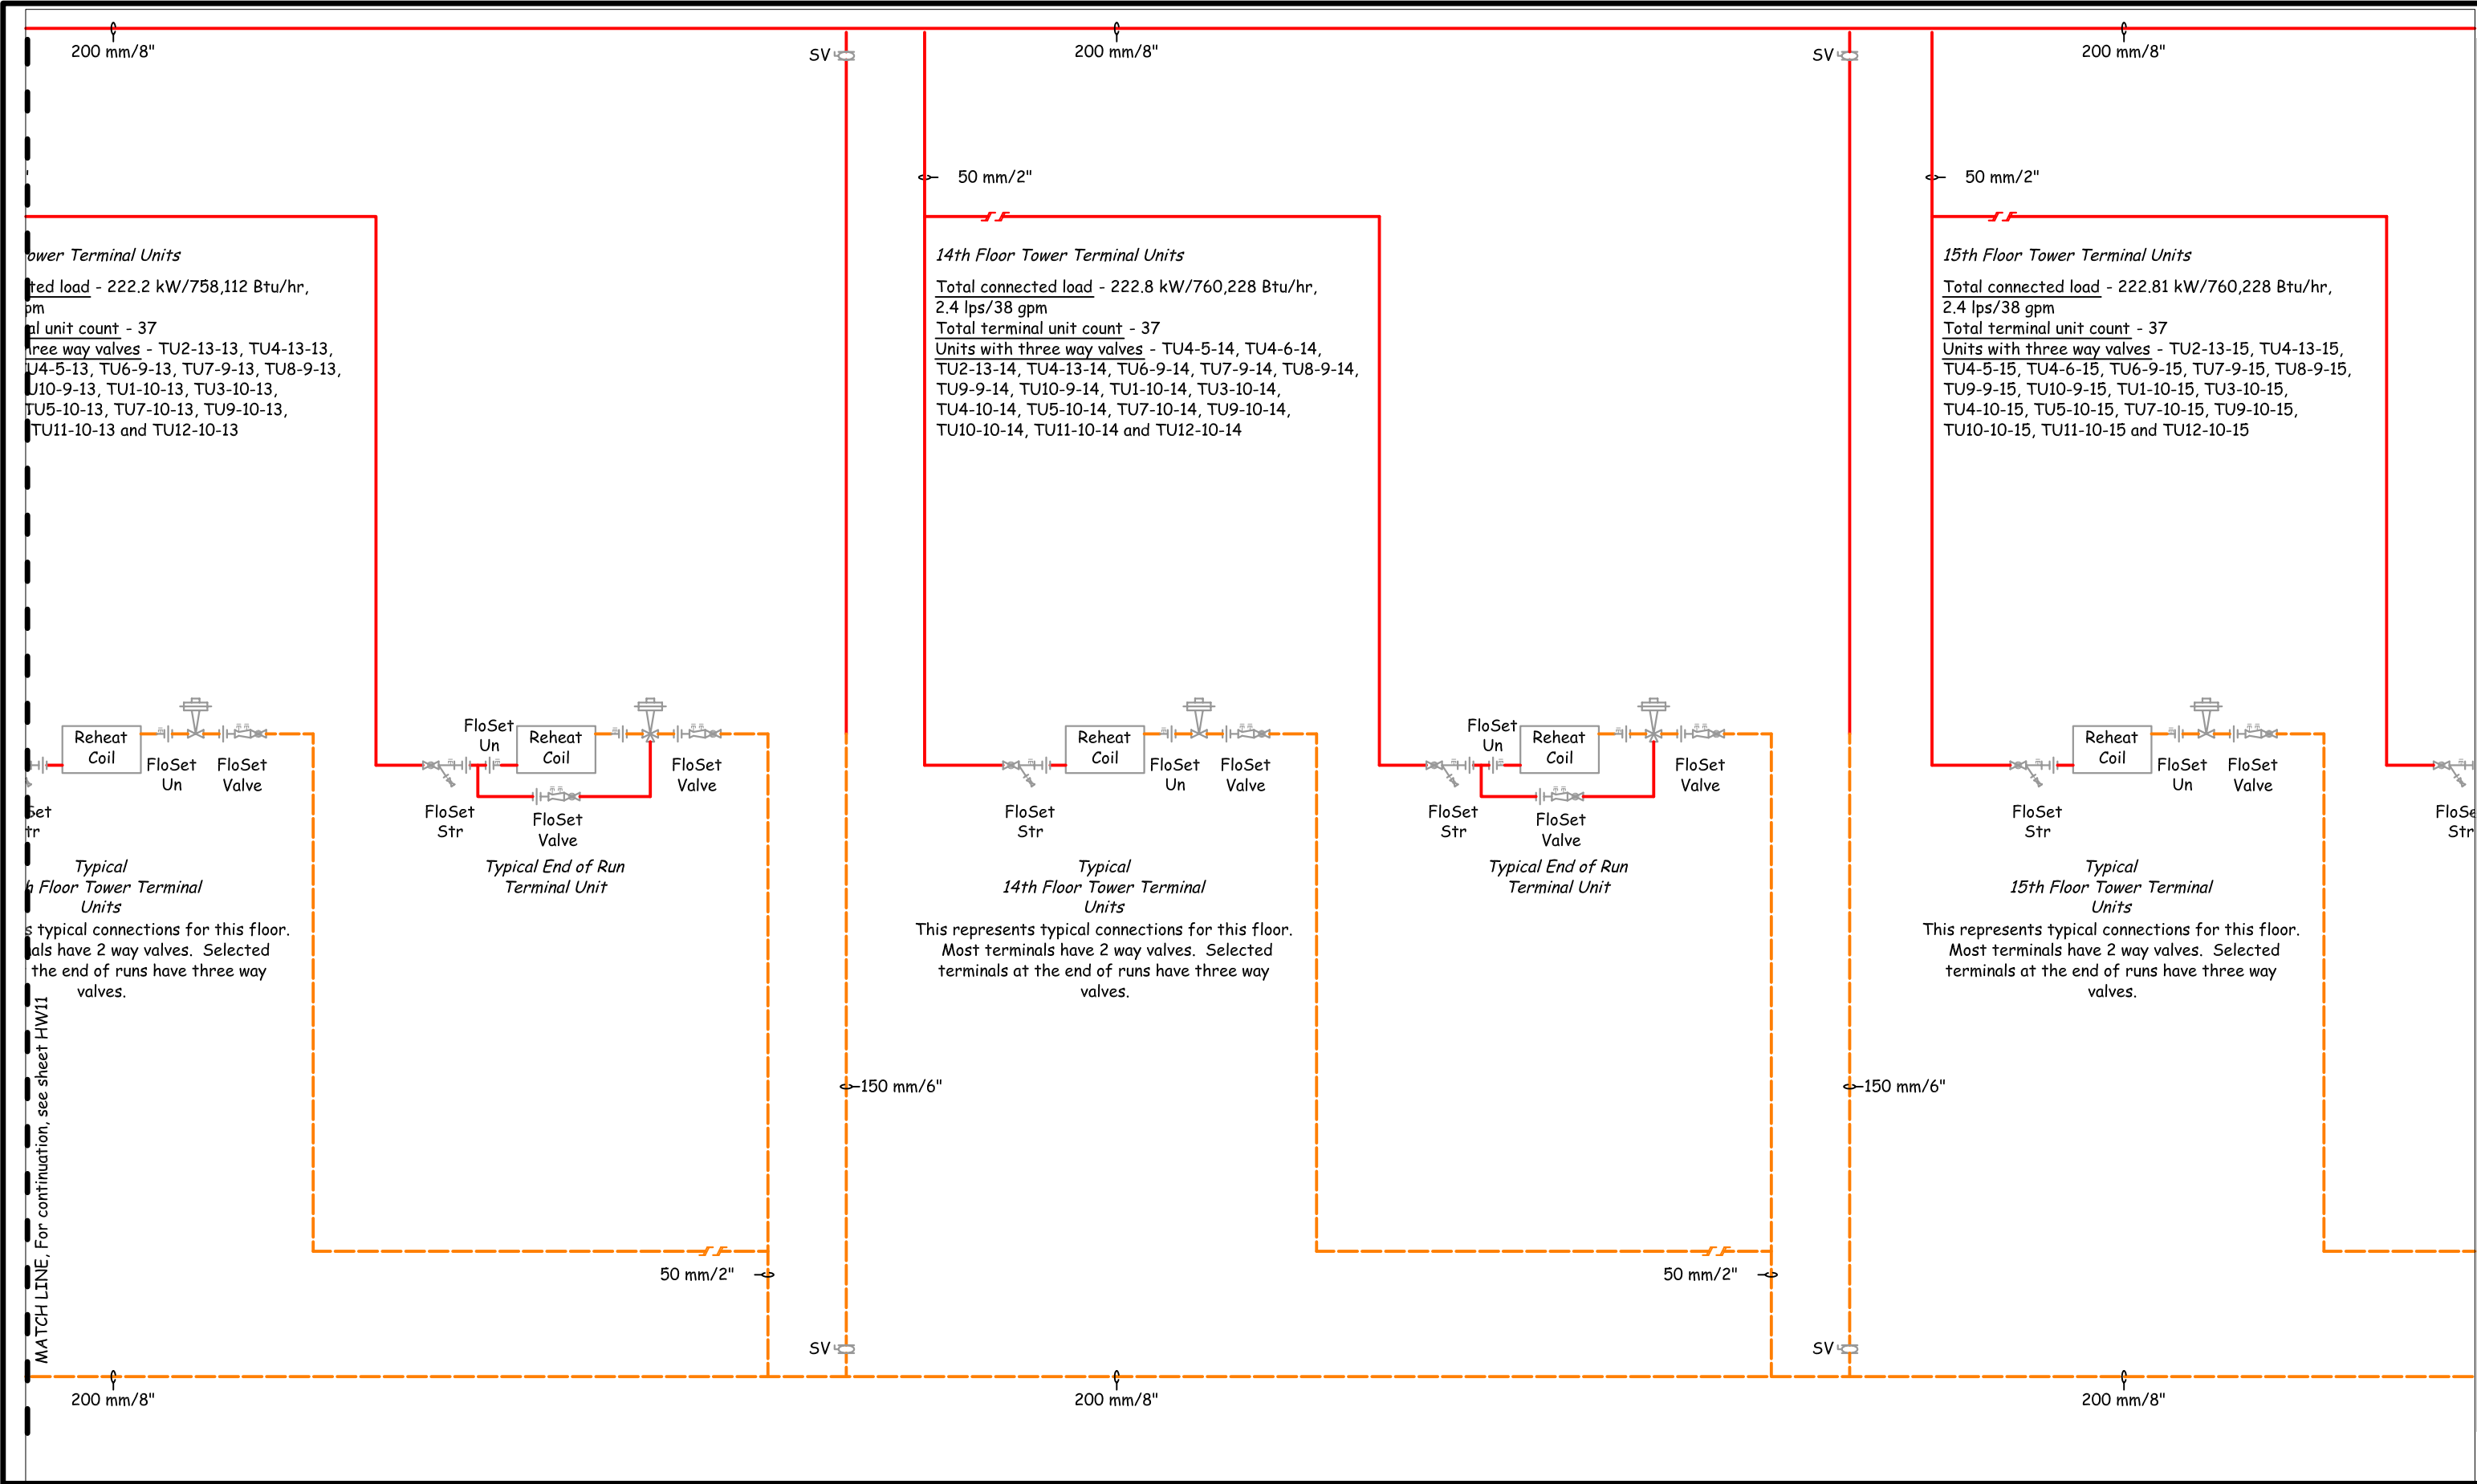 200 mm/8"
SV
200 mm/8"
SV
200 mm/8"
50 mm/2"
50 mm/2"
Terminal Units
- 222.2 kW/758,112 Btu/hr,
unit count - 37
way valves - TU2-13-13, TU4-13-13,
TU6-9-13, TU7-9-13, TU8-9-13,
TU1-10-13, TU3-10-13,
TU5-10-13, TU7-10-13, TU9-10-13,
TU11-10-13 and TU12-10-13
14th Floor Tower Terminal Units
Total connected load - 222.8 kW/760,228 Btu/hr,
2.4 lps/38 gpm
Total terminal unit count - 37
Units with three way valves - TU4-5-14, TU4-6-14,
TU2-13-14, TU4-13-14, TU6-9-14, TU7-9-14, TU8-9-14,
TU9-9-14, TU10-9-14, TU1-10-14, TU3-10-14,
TU4-10-14, TU5-10-14, TU7-10-14, TU9-10-14,
TU10-10-14, TU11-10-14 and TU12-10-14
15th Floor Tower Terminal Units
Total connected load - 222.81 kW/760,228 Btu/hr,
2.4 lps/38 gpm
Total terminal unit count - 37
Units with three way valves - TU2-13-15, TU4-13-15,
TU4-5-15, TU4-6-15, TU6-9-15, TU7-9-15, TU8-9-15,
TU9-9-15, TU10-9-15, TU1-10-15, TU3-10-15,
TU4-10-15, TU5-10-15, TU7-10-15, TU9-10-15,
TU10-10-15, TU11-10-15 and TU12-10-15
Reheat
Coil
FloSet
Un
FloSet
Valve
FloSet
Un
Reheat
Coil
FloSet
Valve
FloSet
Str
FloSet
Valve
Reheat
Coil
FloSet
Un
FloSet
Valve
FloSet
Str
FloSet
Un
Reheat
Coil
FloSet
Valve
FloSet
Str
FloSet
Valve
Reheat
Coil
FloSet
Un
FloSet
Valve
FloSet
Str
Str
Typical
Floor Tower Terminal
Units
typical connections for this floor.
have 2 way valves. Selected
the end of runs have three way
valves.
Typical End of Run
Terminal Unit
Typical
14th Floor Tower Terminal
Units
This represents typical connections for this floor.
Most terminals have 2 way valves. Selected
terminals at the end of runs have three way
valves.
Typical End of Run
Terminal Unit
Typical
15th Floor Tower Terminal
Units
This represents typical connections for this floor.
Most terminals have 2 way valves. Selected
terminals at the end of runs have three way
valves.
MATCH LINE, For continuation, see sheet HW11
150 mm/6"
150 mm/6"
50 mm/2"
50 mm/2"
SV
SV
200 mm/8"
200 mm/8"
200 mm/8"